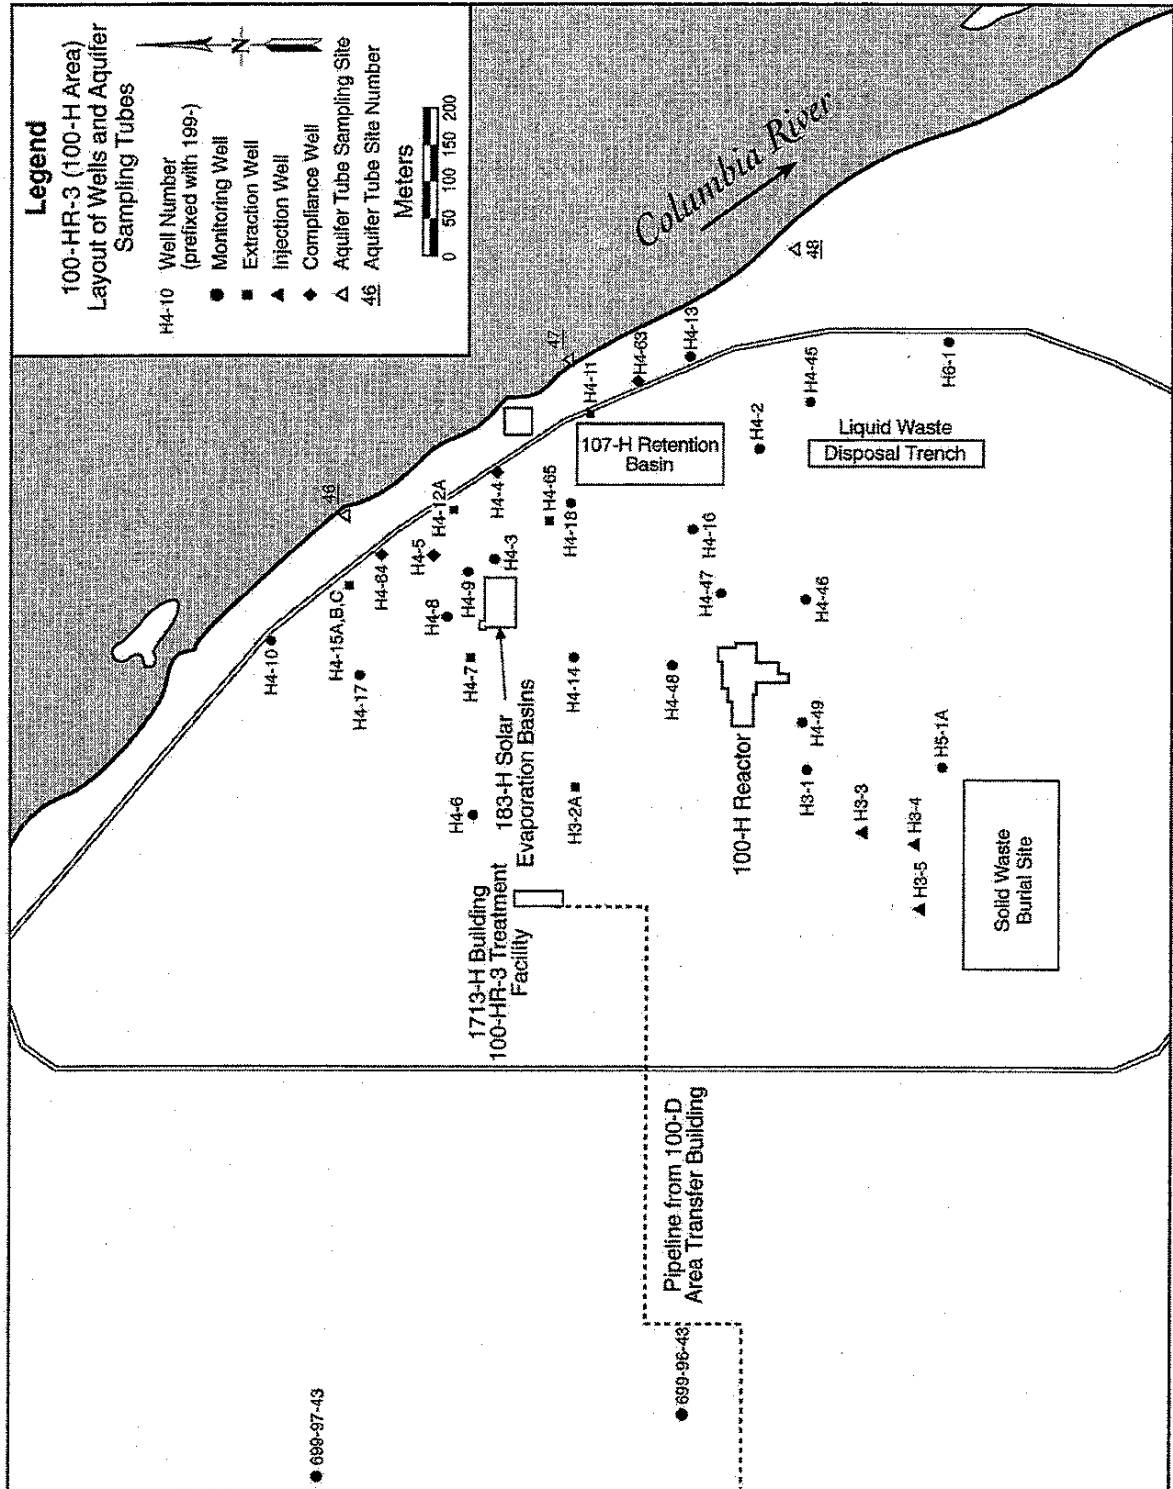 Legend
100-HR-3 (100-H Area)
Layout of Wells and Aquifer
Sampling Tubes
H4-10 Well Number
(prefixed with 199-)
Monitoring Well
Extraction Well
Injection Well
Compliance Well
Aquifer Tube Sampling Site
46 Aquifer Tube Site Number
N
Meters
0 50 100 150 200
Columbia River
46
47
48
H4-10
H4-15A,B,C
H4-17
H4-64
H4-5
H4-12A
H4-4
H4-8
H4-9
H4-3
H4-7
H4-6
183-H Solar
Evaporation Basins
H4-65
H4-18
H4-11
H4-63
H4-13
107-H Retention
Basin
H4-2
H4-45
Liquid Waste
Disposal Trench
H6-1
H4-16
H4-47
H4-46
H4-14
H4-48
H3-2A
100-H Reactor
H4-49
H3-1
H3-3
H3-4
H3-5
H5-1A
Solid Waste
Burial Site
1713-H Building
100-HR-3 Treatment
Facility
Pipeline from 100-D
Area Transfer Building
699-96-43
699-97-43